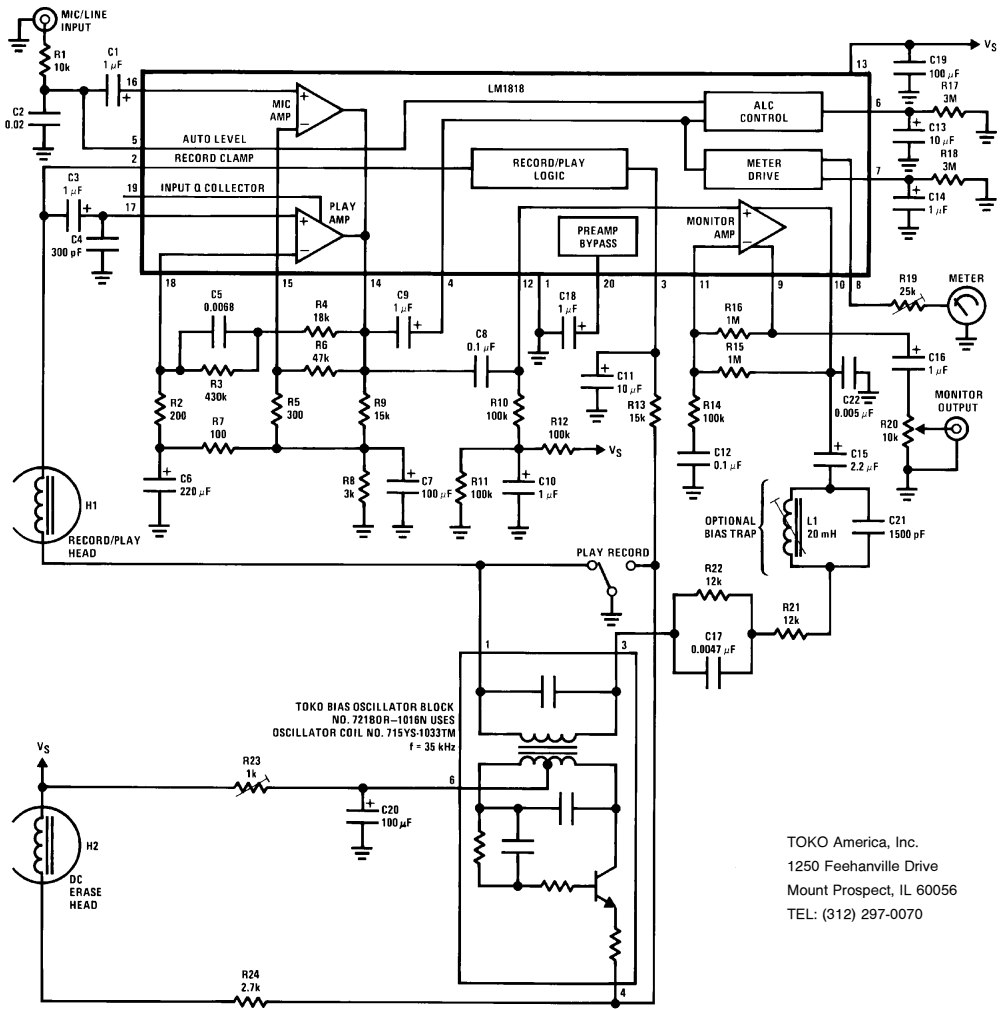 MIC/LINE
INPUT
R1
10k
C1
1 μF
+
16
C2
0.02
5
AUTO LEVEL
2
RECORD CLAMP
C3
1 μF
+
19
INPUT Q COLLECTOR
17
C4
300 pF
LM1818
MIC
AMP
+
−
PLAY
AMP
+
−
RECORD/PLAY
LOGIC
PREAMP
BYPASS
MONITOR
AMP
+
−
ALC
CONTROL
METER
DRIVE
13
VS
C19
100 μF
6
R17
3M
+
C13
10 μF
7
R18
3M
+
C14
1 μF
18
15
14
4
12
1
20
3
11
9
10
8
R19
25k
METER
C5
0.0068
R3
430k
R4
18k
R6
47k
C9
1 μF
+
C8
0.1 μF
C18
1 μF
+
+
C11
10 μF
R13
15k
R16
1M
R15
1M
C22
0.005 μF
+
C16
1 μF
MONITOR
OUTPUT
R20
10k
R2
200
R7
100
R5
300
R9
15k
R10
100k
R12
100k
VS
R14
100k
C12
0.1 μF
+
C15
2.2 μF
+
C6
220 μF
R8
3k
+
C7
100 μF
R11
100k
+
C10
1 μF
H1
RECORD/PLAY
HEAD
OPTIONAL
BIAS TRAP
L1
20 mH
C21
1500 pF
PLAY RECORD
R22
12k
C17
0.0047 μF
R21
12k
1
3
TOKO BIAS OSCILLATOR BLOCK
NO. 721BOR–1016N USES
OSCILLATOR COIL NO. 715YS-1033TM
f = 35 kHz
VS
R23
1k
6
+
C20
100 μF
H2
DC
ERASE
HEAD
R24
2.7k
4
TOKO America, Inc.
1250 Feehanville Drive
Mount Prospect, IL 60056
TEL: (312) 297-0070